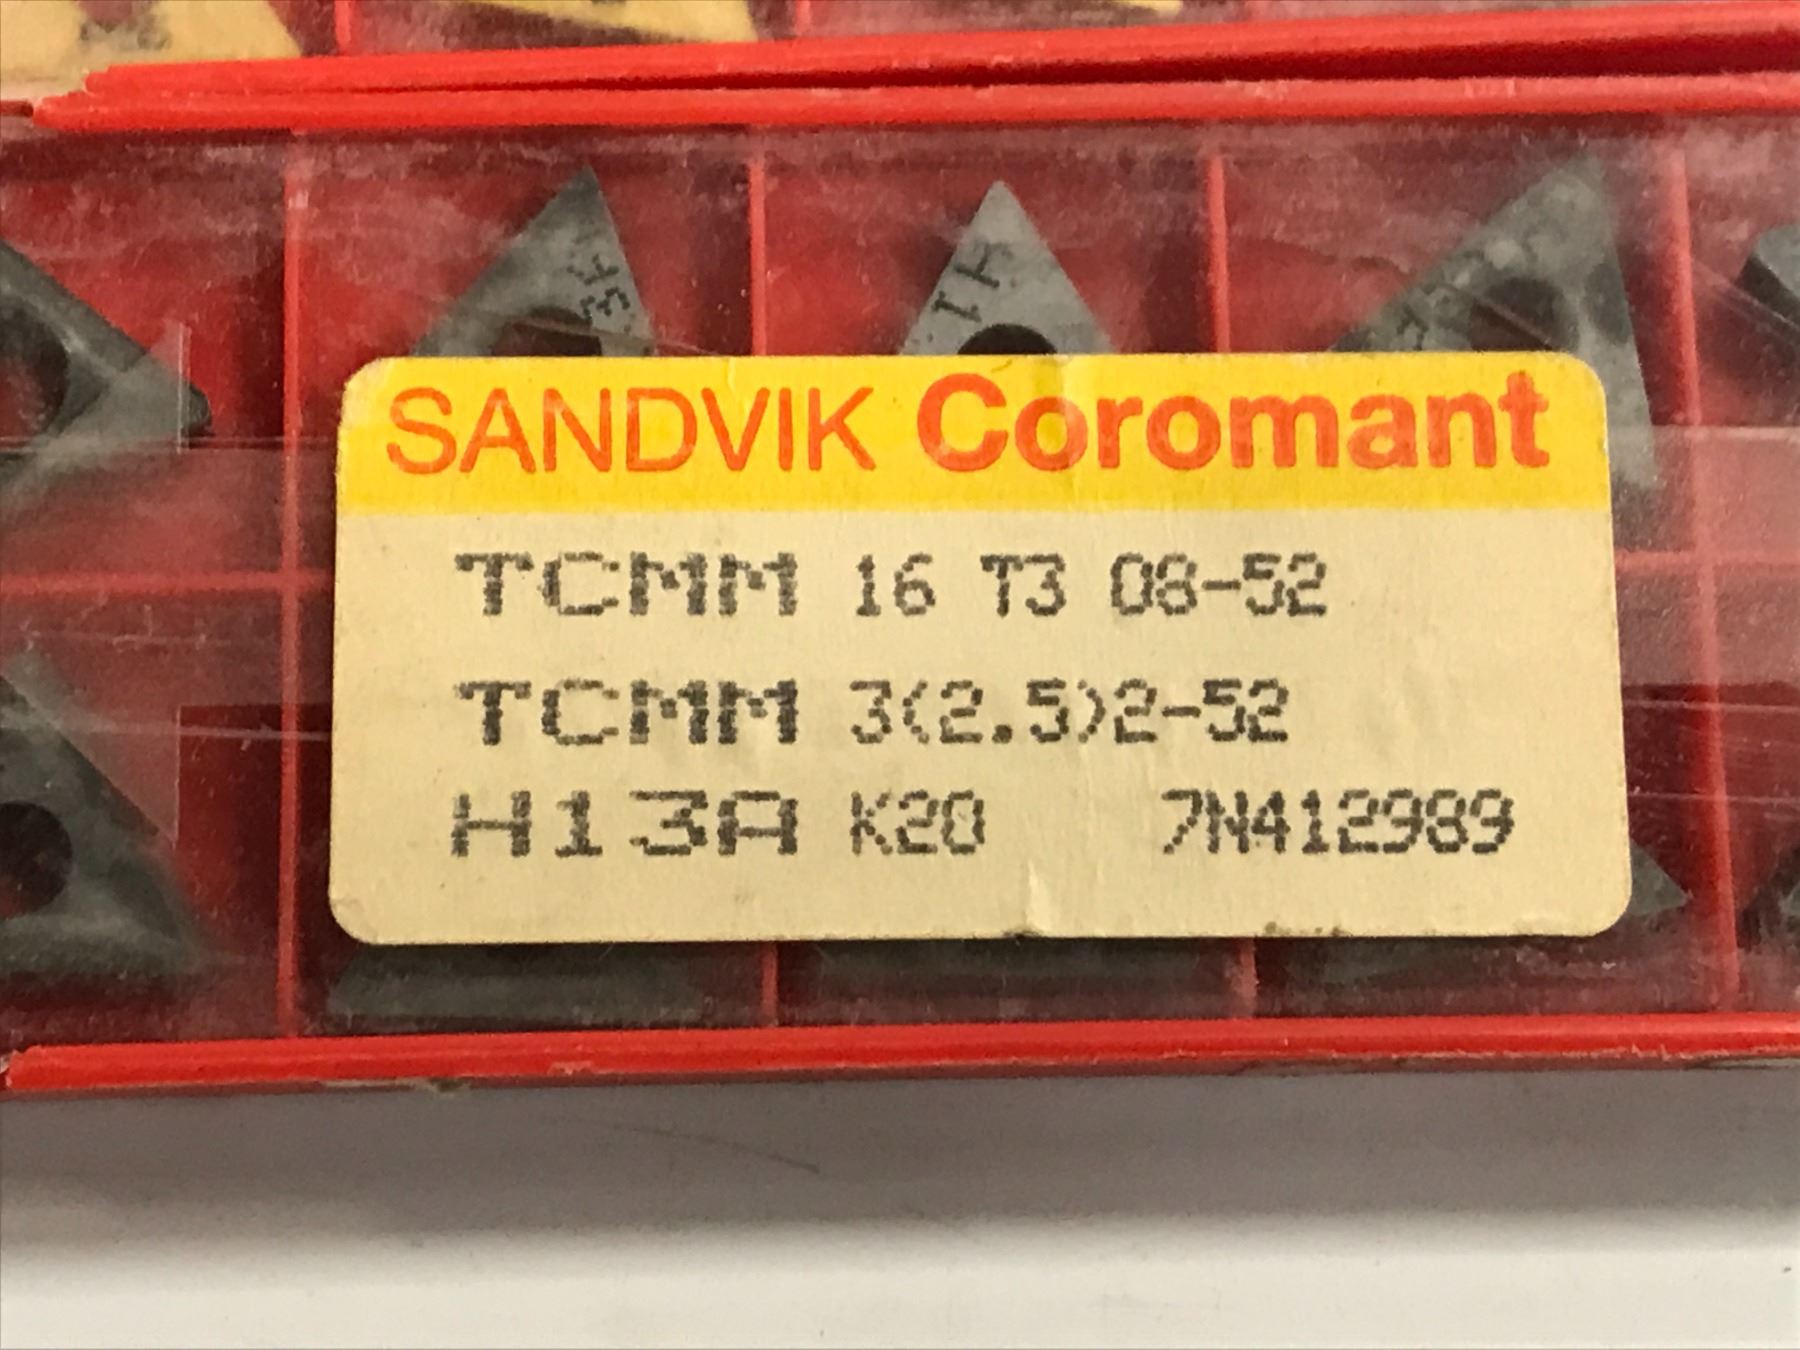 SANDVIK Coromant
TCMM 16 T3 08-52
TCMM 3(2.5)2-52
H13A K20 7N412989